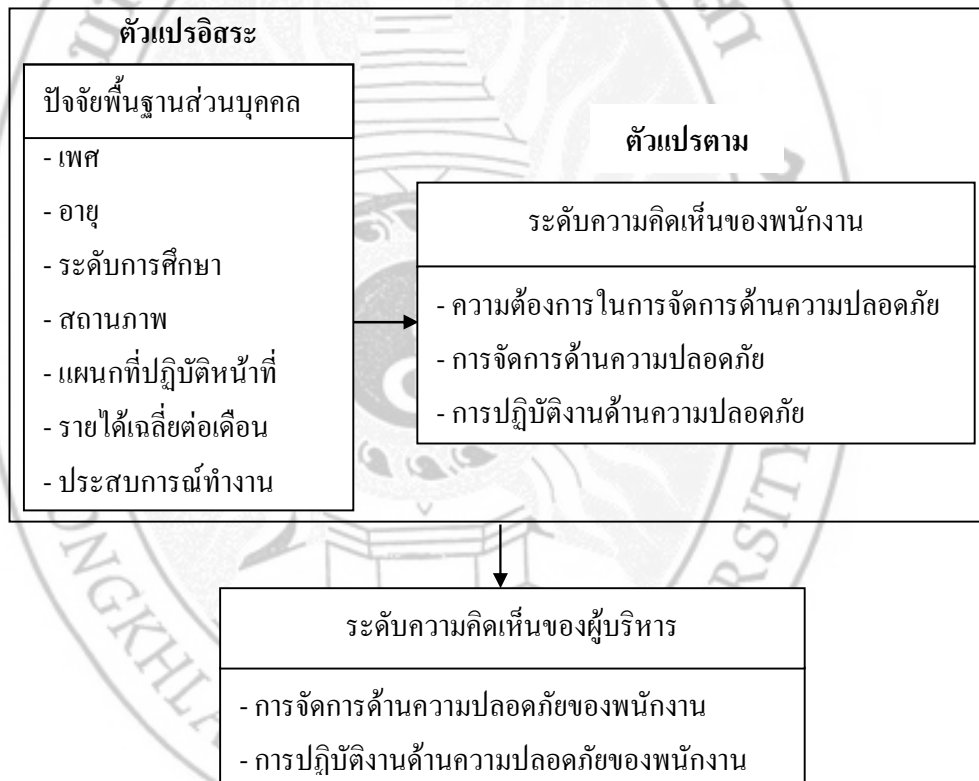 ตัวแปรอิสระ
ปัจจัยพื้นฐานส่วนบุคคล
- เพศ
- อายุ
- ระดับการศึกษา
- สถานภาพ
- แผนกที่ปฏิบัติหน้าที่
- รายได้เฉลี่ยต่อเดือน
- ประสบการณ์ทำงาน
ตัวแปรตาม
ระดับความคิดเห็นของพนักงาน
- ความต้องการในการจัดการด้านความปลอดภัย
- การจัดการด้านความปลอดภัย
- การปฏิบัติงานด้านความปลอดภัย
ระดับความคิดเห็นของผู้บริหาร
- การจัดการด้านความปลอดภัยของพนักงาน
- การปฏิบัติงานด้านความปลอดภัยของพนักงาน